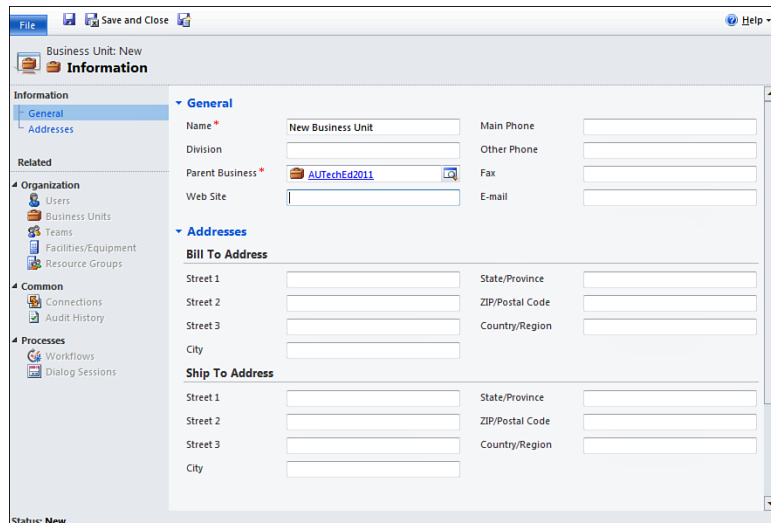 File Save and Close Help
Business Unit: New
Information
Information
General
Addresses
Related
Organization
Users
Business Units
Teams
Facilities/Equipment
Resource Groups
Common
Connections
Audit History
Processes
Workflows
Dialog Sessions
General
Name * New Business Unit Main Phone
Division Other Phone
Parent Business * AUTechEd2011 Fax
Web Site E-mail
Addresses
Bill To Address
Street 1 State/Province
Street 2 ZIP/Postal Code
Street 3 Country/Region
City
Ship To Address
Street 1 State/Province
Street 2 ZIP/Postal Code
Street 3 Country/Region
City
Status: New